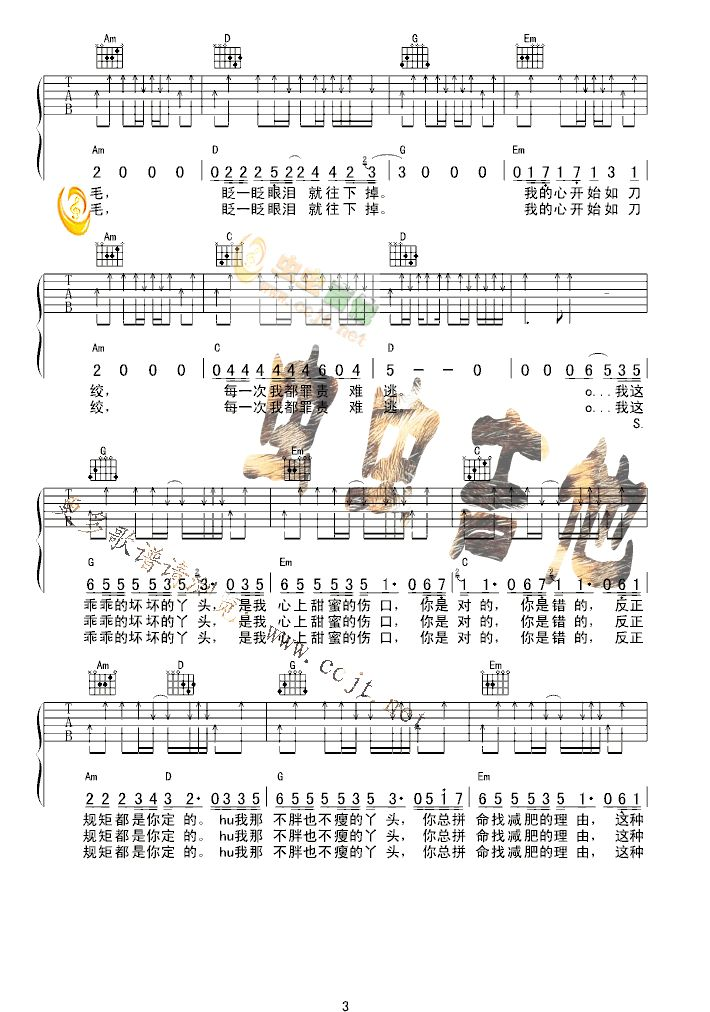 Am D G Em
T A B
Am D G Em
2 0 0 0 | 0 2 2 2 5 2 2 4 4 2 3 | 3 0 0 0 | 0 1 7 1 7 1 3 1
毛， 眨一眨眼泪 就往下掉。 我的心开始如刀
毛， 眨一眨眼泪 就往下掉。 我的心开始如刀
Am C D
T A B
Am C D
2 0 0 0 | 0 4 4 4 4 4 4 6 0 4 | 5 - - 0 | 0 0 0 6 5 3 5
绞， 每一次我都罪责 难 逃。 o...我这
绞， 每一次我都罪责 难 逃。 o...我这
S.
G Em C
T A B
G Em C
6 5 5 5 5 3 5 3· 0 3 5 | 6 5 5 5 5 3 5 1· 0 6 7 | 1 1· 0 6 7 1 1· 0 6 1
乖乖的坏坏的丫 头， 是我 心上甜蜜的伤 口， 你是 对 的， 你是 错 的， 反正
乖乖的坏坏的丫 头， 是我 心上甜蜜的伤 口， 你是 对 的， 你是 错 的， 反正
乖乖的坏坏的丫 头， 是我 心上甜蜜的伤 口， 你是 对 的， 你是 错 的， 反正
Am D G Em
T A B
Am D G Em
2 2 2 3 4 3 2· 0 3 3 5 | 6 5 5 5 5 3 5 3· 0 5 1 7 | 6 5 5 5 5 3 5 1· 0 6 1
规矩都是你定 的。 hu我那 不胖也不瘦的丫 头， 你总拼 命找减肥的理 由， 这种
规矩都是你定 的。 hu我那 不胖也不瘦的丫 头， 你总拼 命找减肥的理 由， 这种
规矩都是你定 的。 hu我那 不胖也不瘦的丫 头， 你总拼 命找减肥的理 由， 这种
虫虫吉他
www.ccjt.net
3